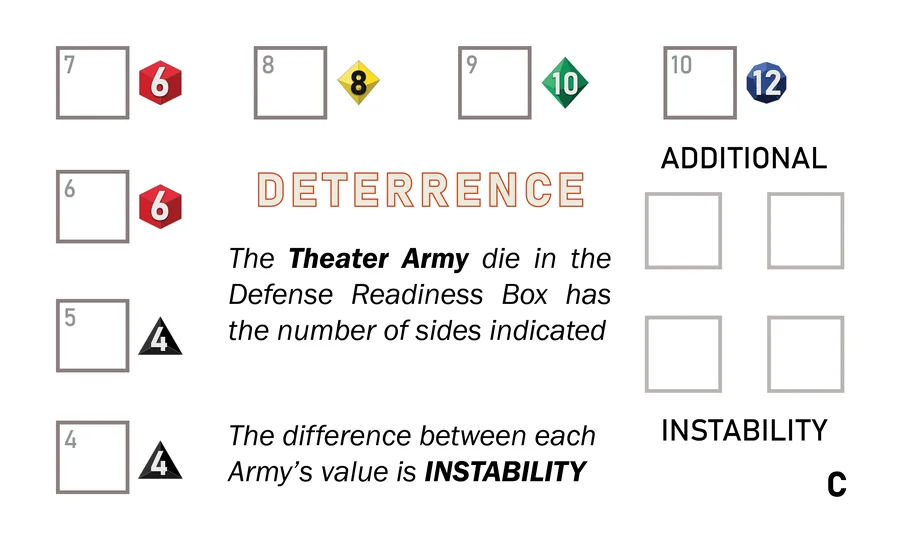 7 6
8 8
9 10
10 12
ADDITIONAL
6 6
DETERRENCE
The Theater Army die in the
Defense Readiness Box has
the number of sides indicated
5 4
4 4
The difference between each
Army's value is INSTABILITY
INSTABILITY
C